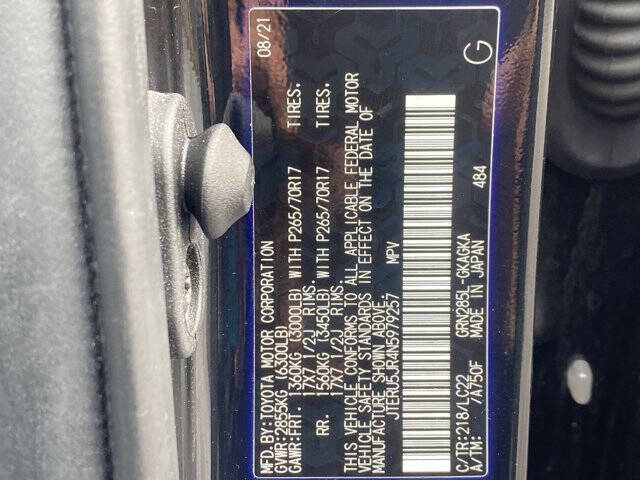 MFD.BY:TOYOTA MOTOR CORPORATION 08/21
GVWR:2855KG (6300LB)
GAWR:FRT. 1360KG (3000LB) WITH P265/70R17 TIRES.
17X7 1/2J RIMS.
RR. 1560KG (3450LB) WITH P265/70R17 TIRES.
17X7 1/2J RIMS.
THIS VEHICLE CONFORMS TO ALL APPLICABLE FEDERAL MOTOR
VEHICLE SAFETY STANDARDS IN EFFECT ON THE DATE OF
MANUFACTURE SHOWN ABOVE.
JTERU5JR4N5979257 MPV
C/TR:218/LC22 GRN285L-GKAGKA 484
A/TM: /A750F MADE IN JAPAN
G